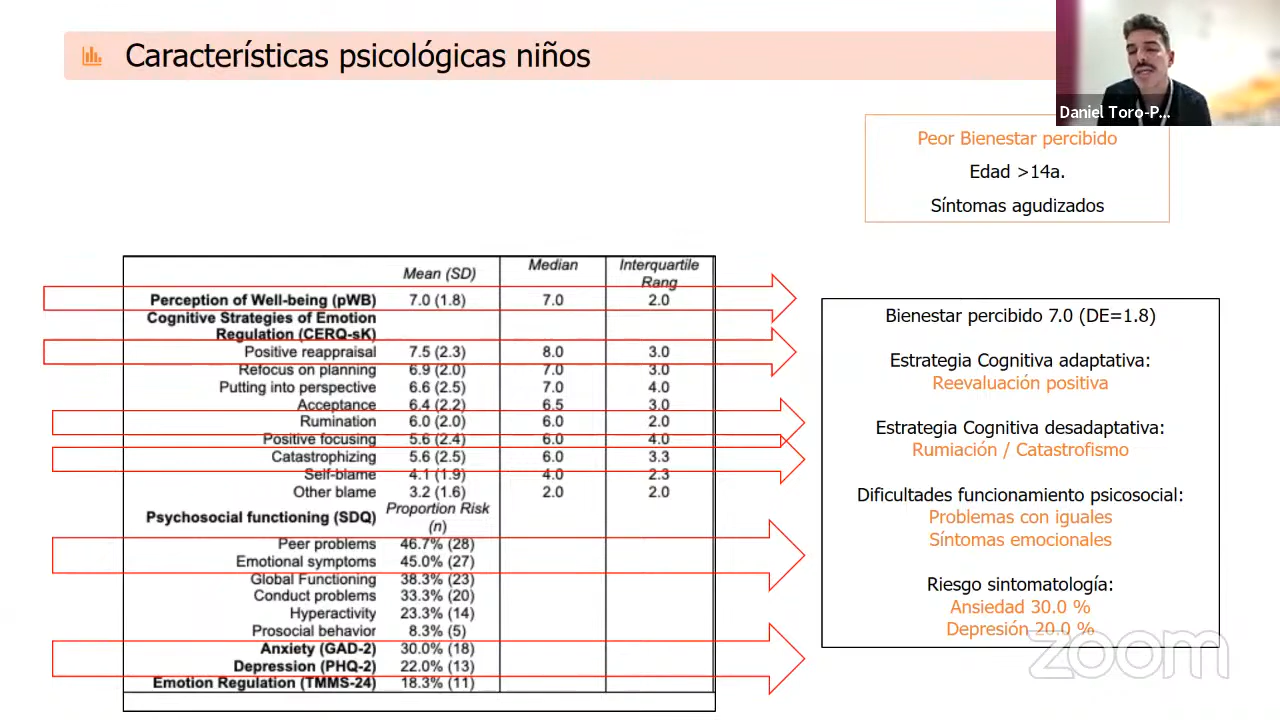 Características psicológicas niños
Daniel Toro-P...
Peor Bienestar percibido
Edad >14a.
Síntomas agudizados
Mean (SD) Median Interquartile Rang
Perception of Well-being (pWB) 7.0 (1.8) 7.0 2.0
Cognitive Strategies of Emotion
Regulation (CERQ-sK)
Positive reappraisal 7.5 (2.3) 8.0 3.0
Refocus on planning 6.9 (2.0) 7.0 3.0
Putting into perspective 6.6 (2.5) 7.0 4.0
Acceptance 6.4 (2.2) 6.5 3.0
Rumination 6.0 (2.0) 6.0 2.0
Positive focusing 5.6 (2.4) 6.0 4.0
Catastrophizing 5.6 (2.5) 6.0 3.3
Self-blame 4.1 (1.9) 4.0 2.3
Other blame 3.2 (1.6) 2.0 2.0
Psychosocial functioning (SDQ) Proportion Risk (n)
Peer problems 46.7% (28)
Emotional symptoms 45.0% (27)
Global Functioning 38.3% (23)
Conduct problems 33.3% (20)
Hyperactivity 23.3% (14)
Prosocial behavior 8.3% (5)
Anxiety (GAD-2) 30.0% (18)
Depression (PHQ-2) 22.0% (13)
Emotion Regulation (TMMS-24) 18.3% (11)
Bienestar percibido 7.0 (DE=1.8)
Estrategia Cognitiva adaptativa:
Reevaluación positiva
Estrategia Cognitiva desadaptativa:
Rumiación / Catastrofismo
Dificultades funcionamiento psicosocial:
Problemas con iguales
Síntomas emocionales
Riesgo sintomatología:
Ansiedad 30.0 %
Depresión 20.0 %
zoom